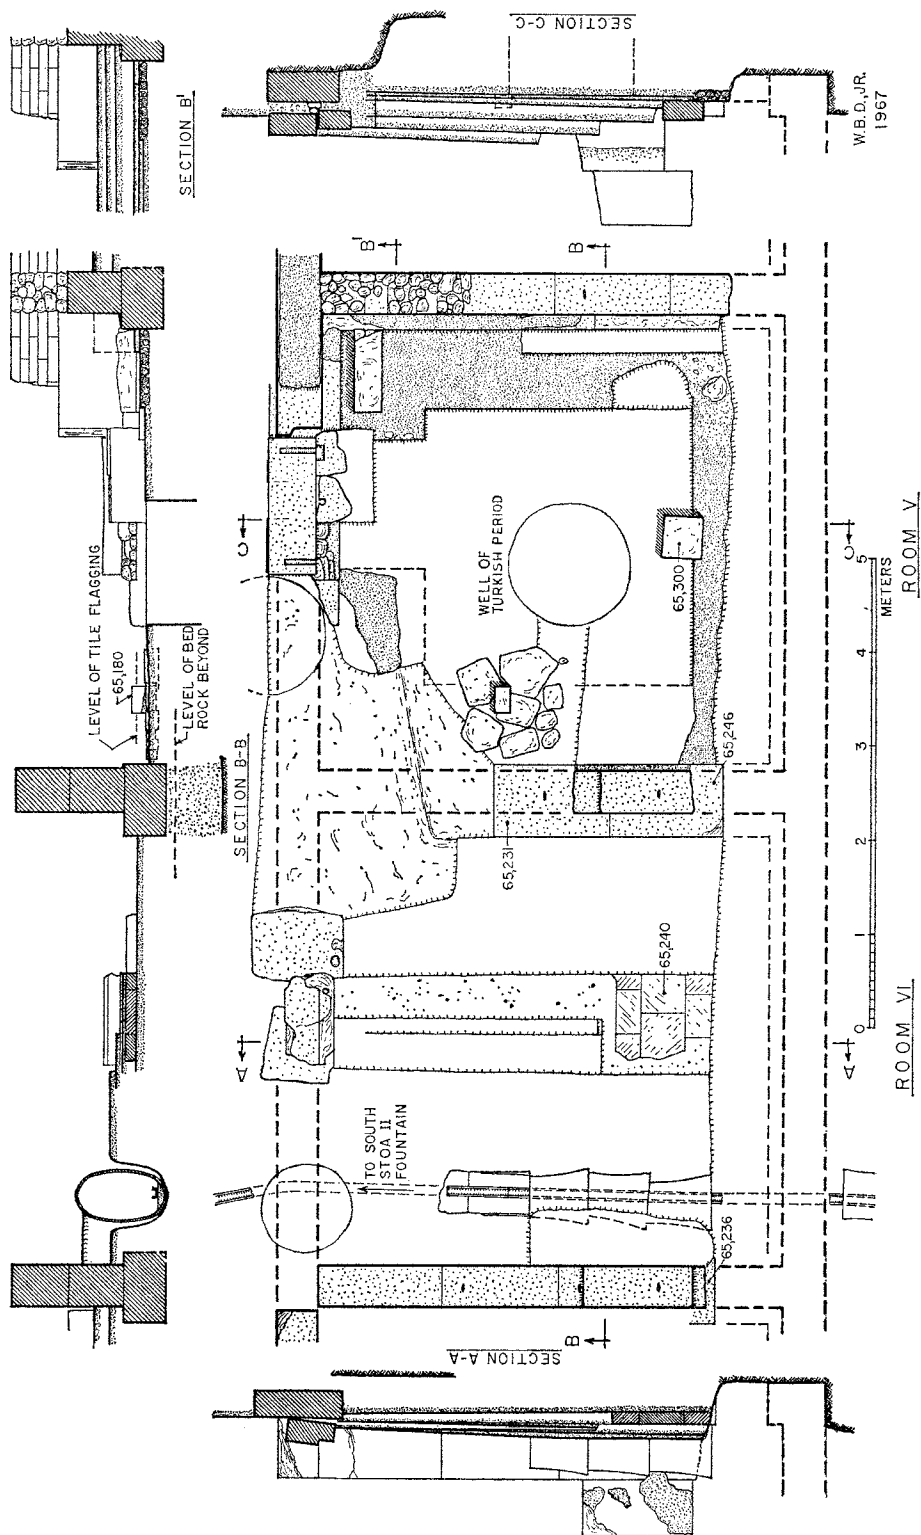 SECTION B'
SECTION C-C
W.B.D., JR.
1967
LEVEL OF TILE FLAGGING
65,180
LEVEL OF BED
ROCK BEYOND
SECTION B-B
B'
B
C
WELL OF
TURKISH PERIOD
65,300
C
65,246
65,231
65,240
A
A
TO SOUTH
STOA II
FOUNTAIN
65,236
B
SECTION A-A
0 1 2 3 4 5
METERS
ROOM VI
ROOM V